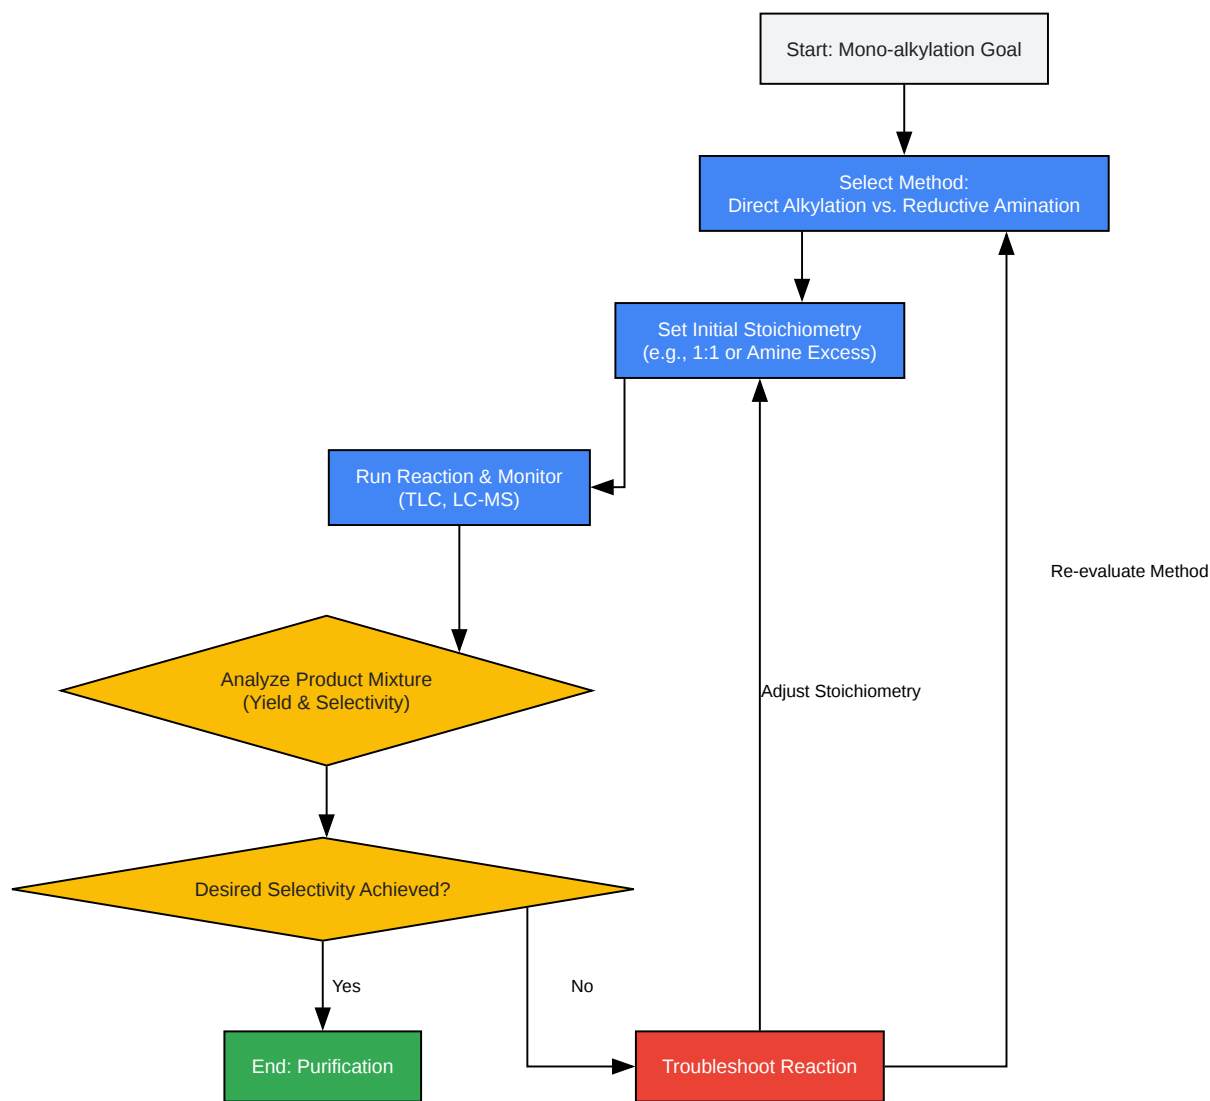 Start: Mono-alkylation Goal
Select Method:
Direct Alkylation vs. Reductive Amination
Set Initial Stoichiometry
(e.g., 1:1 or Amine Excess)
Run Reaction & Monitor
(TLC, LC-MS)
Re-evaluate Method
Analyze Product Mixture
(Yield & Selectivity)
Adjust Stoichiometry
Desired Selectivity Achieved?
Yes
No
End: Purification
Troubleshoot Reaction